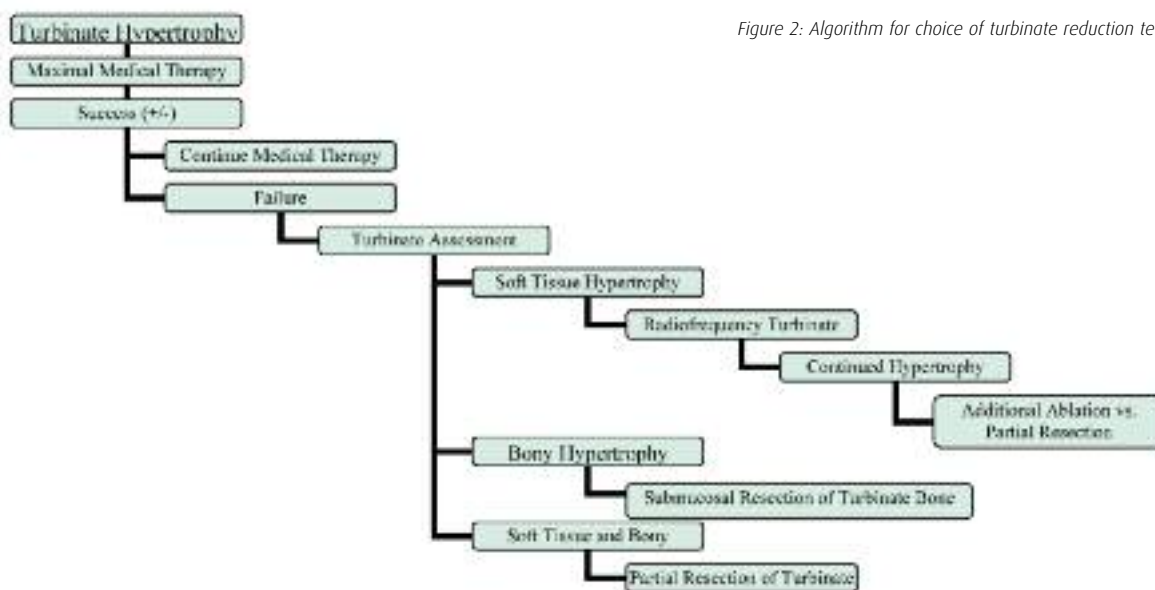 Figure 2: Algorithm for choice of turbinate reduction te
Turbinate Hypertrophy
Maximal Medical Therapy
Success (+/-)
Continue Medical Therapy
Failure
Turbinate Assessment
Soft Tissue Hypertrophy
Radiofrequency Turbinate
Continued Hypertrophy
Additional Ablation vs.
Partial Resection
Bony Hypertrophy
Submucosal Resection of Turbinate Bone
Soft Tissue and Bony
Partial Resection of Turbinate